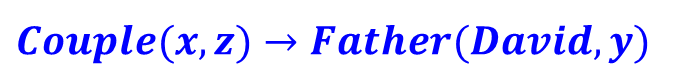 Couple(x, z) → Father(David, y)